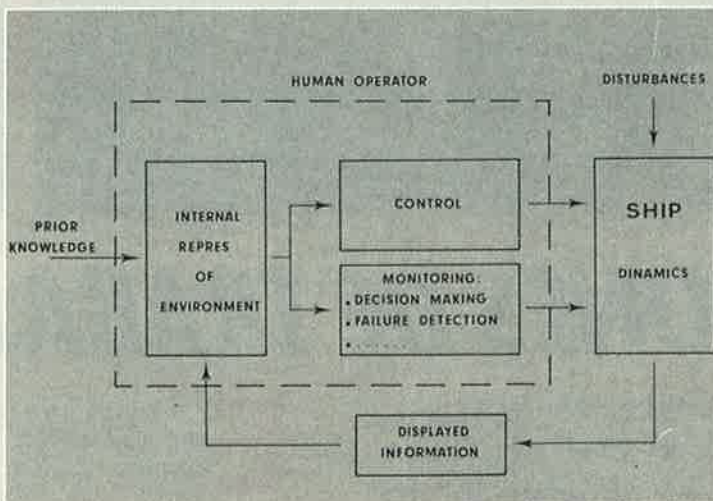 HUMAN OPERATOR
DISTURBANCES
PRIOR
KNOWLEDGE
INTERNAL
REPRES
OF
ENVIRONMENT
CONTROL
MONITORING:
• DECISION MAKING
• FAILURE DETECTION
• .......
SHIP
DINAMICS
DISPLAYED
INFORMATION